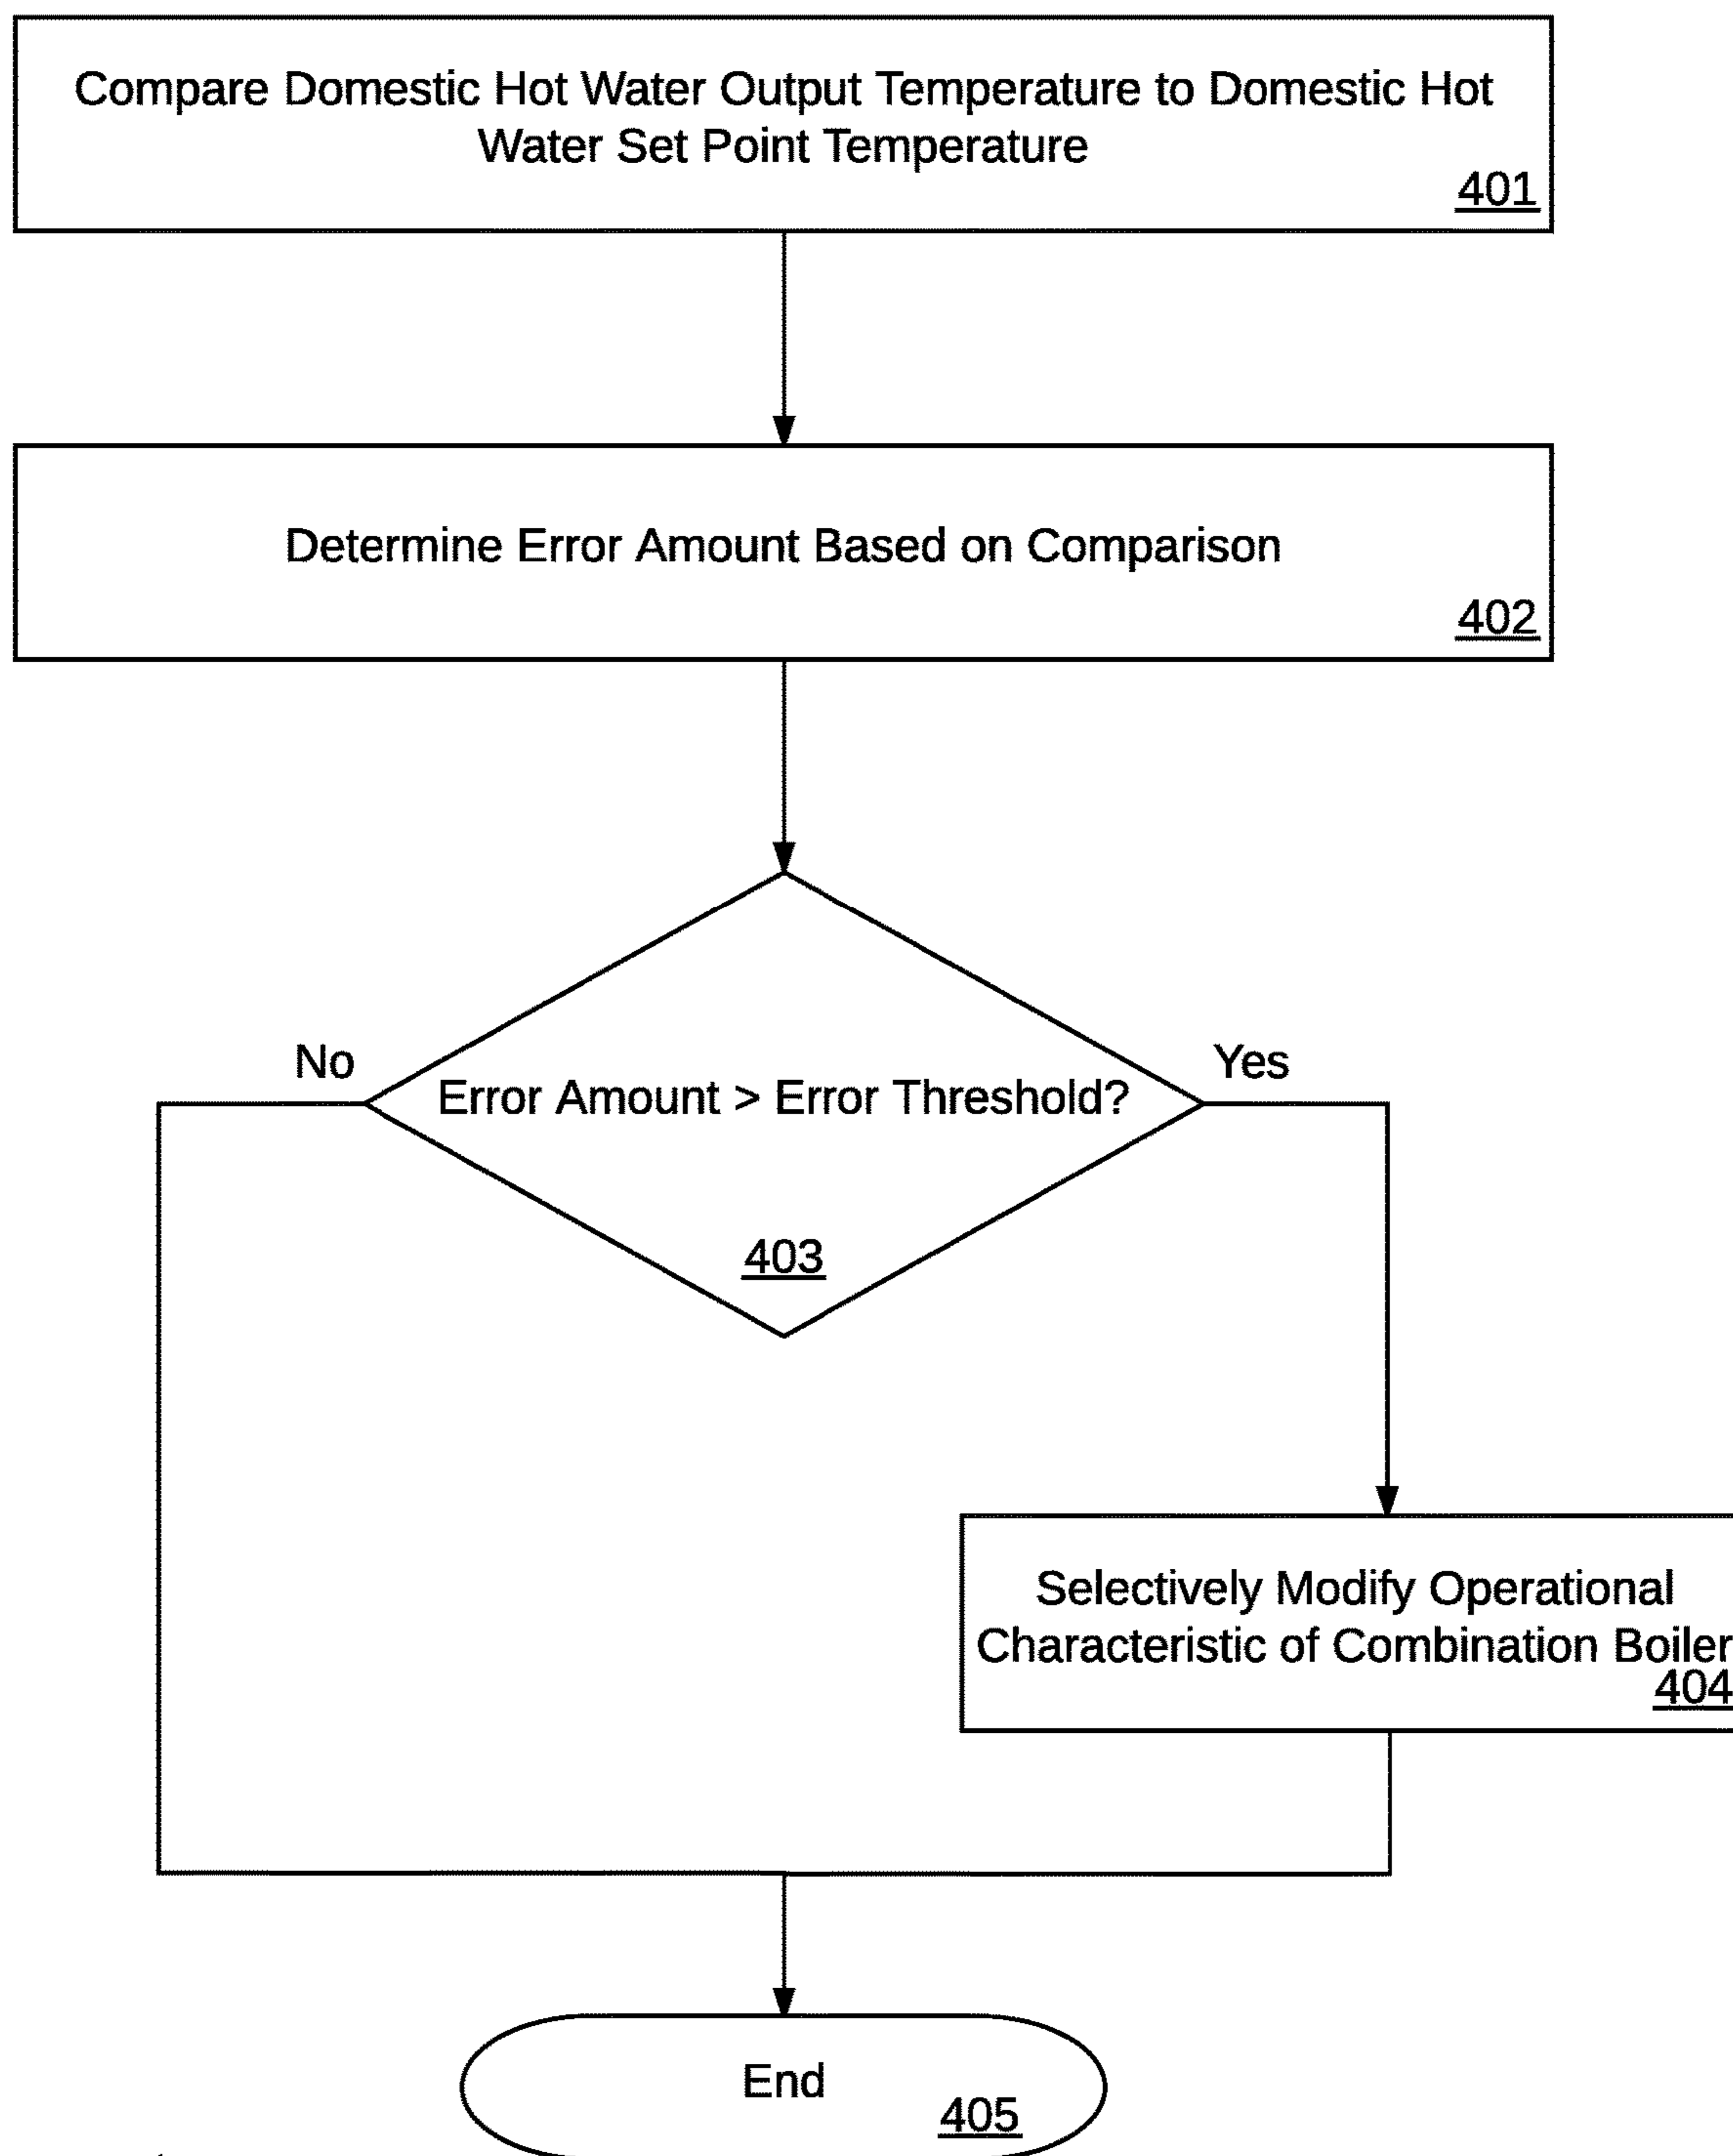 Compare Domestic Hot Water Output Temperature to Domestic Hot
Water Set Point Temperature
401
Determine Error Amount Based on Comparison
402
No
Yes
Error Amount > Error Threshold?
403
Selectively Modify Operational
Characteristic of Combination Boiler
404
End
405